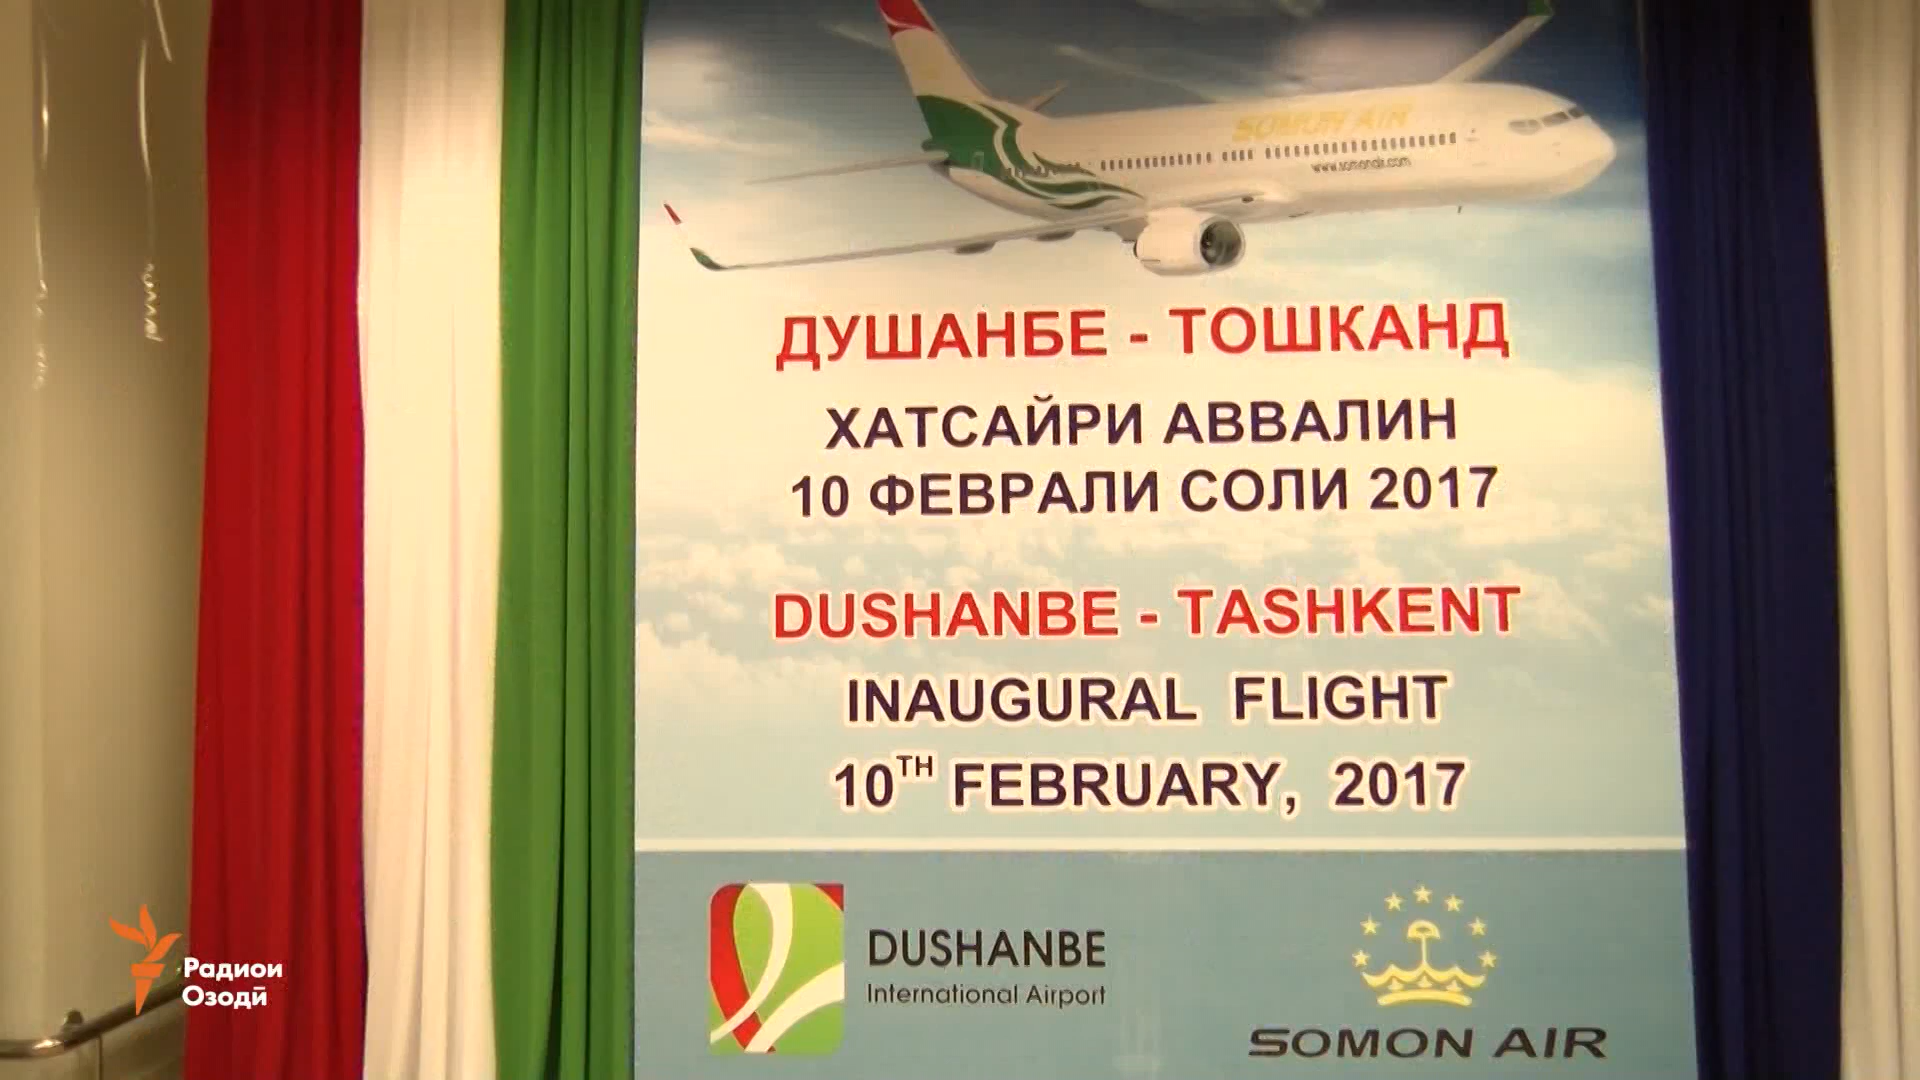 SOMON AIR
www.somonair.com
ДУШАНБЕ - ТОШКАНД
ХАТСАЙРИ АВВАЛИН
10 ФЕВРАЛИ СОЛИ 2017
DUSHANBE - TASHKENT
INAUGURAL FLIGHT
10TH FEBRUARY, 2017
DUSHANBE
International Airport
SOMON AIR
Радиои
Озодӣ